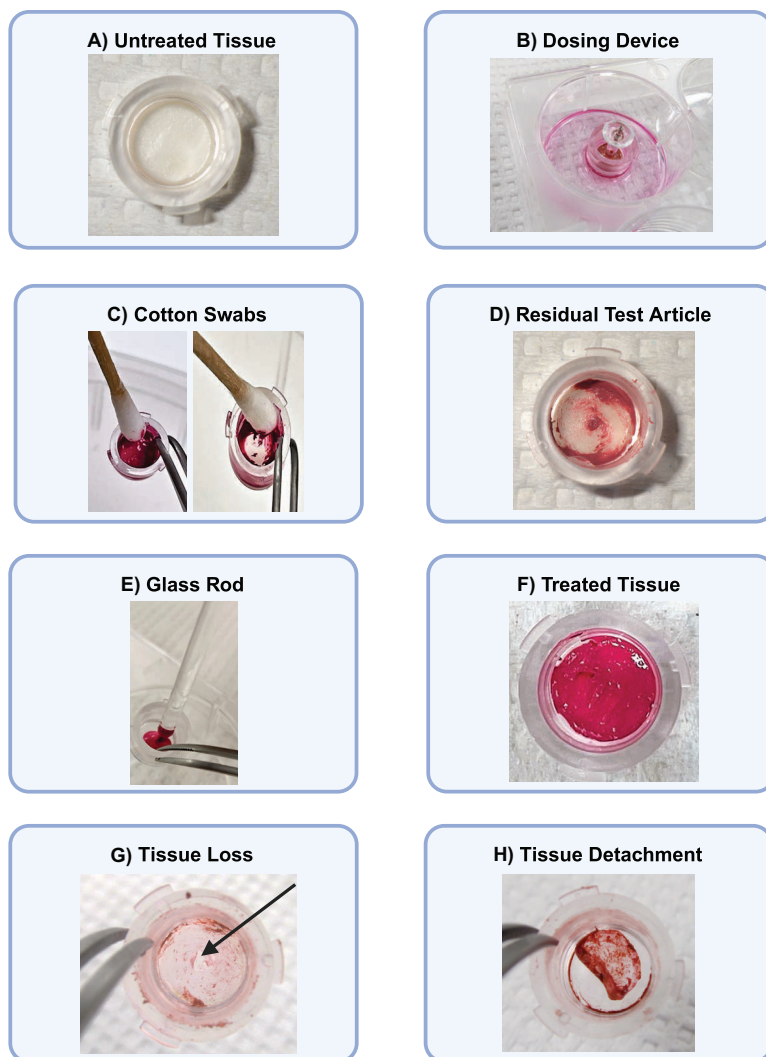 A) Untreated Tissue
B) Dosing Device
C) Cotton Swabs
D) Residual Test Article
E) Glass Rod
F) Treated Tissue
G) Tissue Loss
H) Tissue Detachment